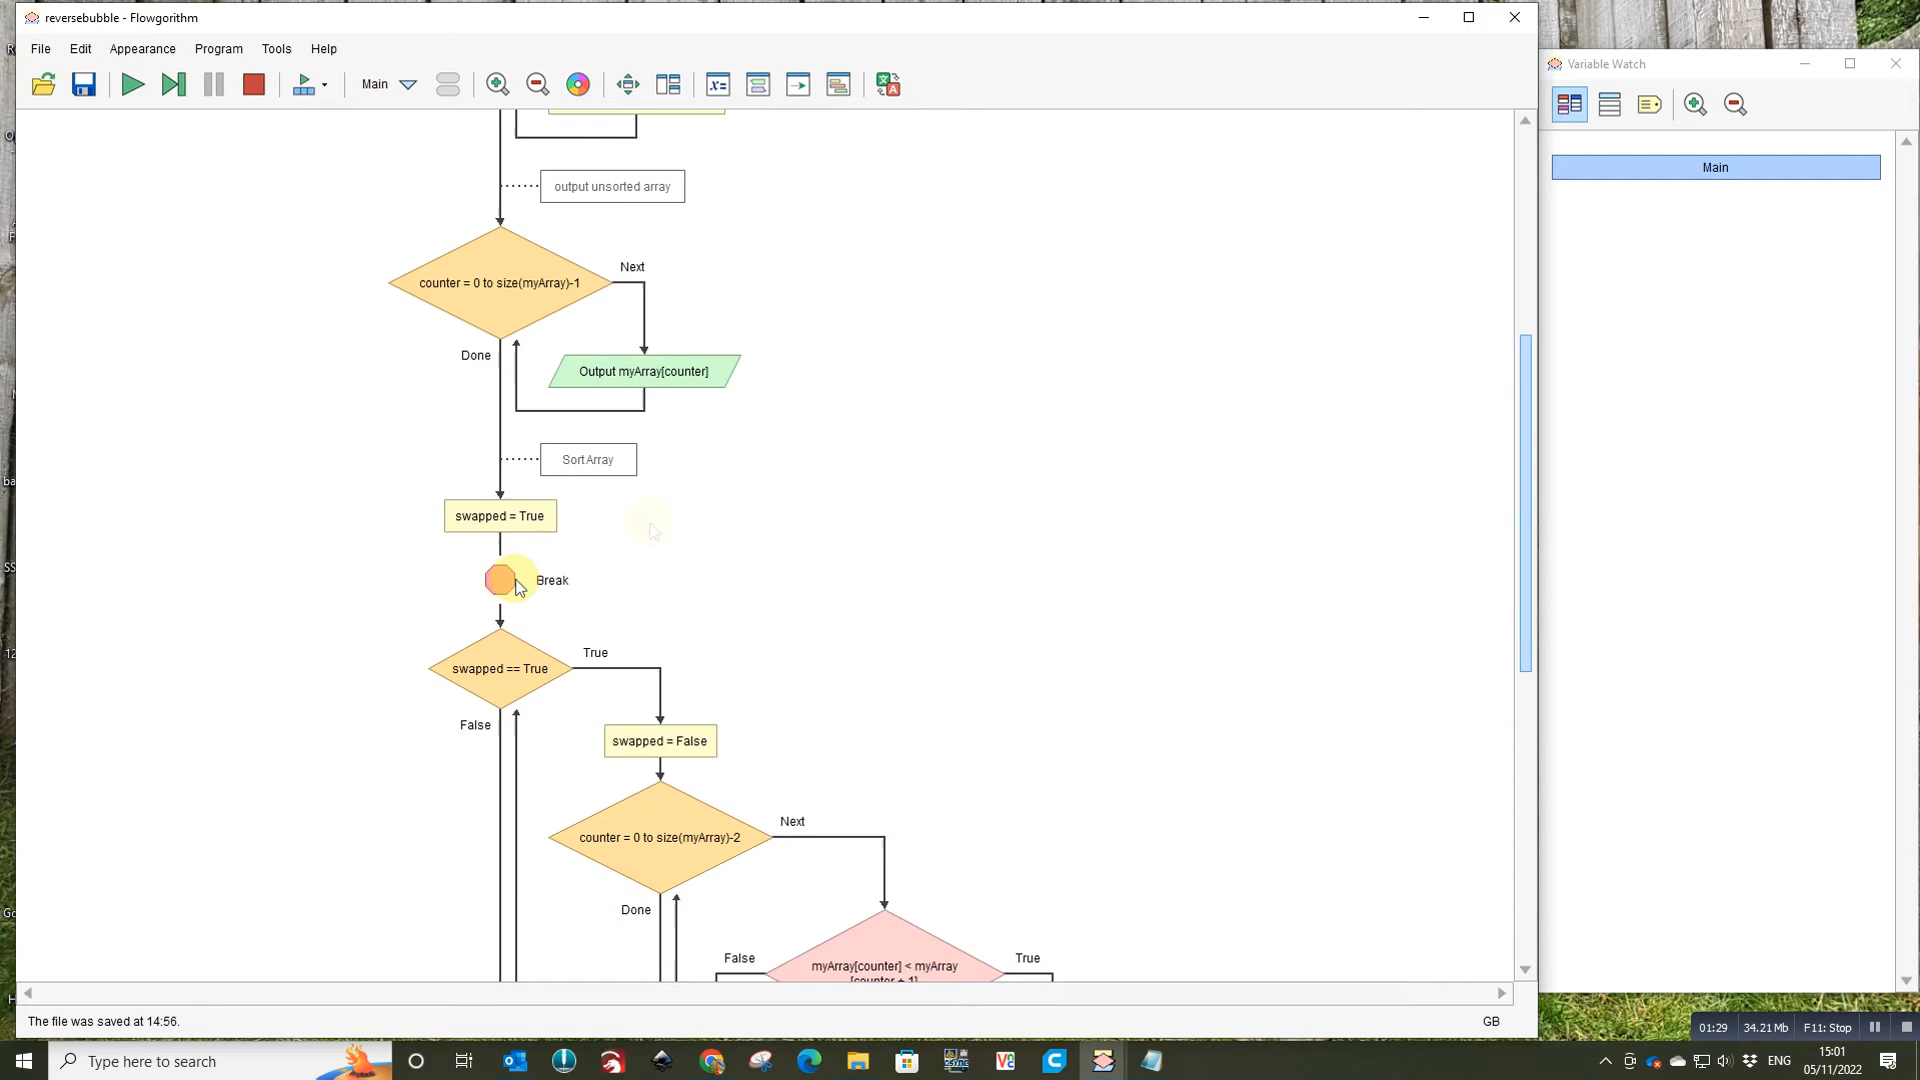 reversebubble - Flowgorithm
File Edit Appearance Program Tools Help
Main
Variable Watch
Main
output unsorted array
counter = 0 to size(myArray)-1
Next
Done
Output myArray[counter]
SortArray
swapped = True
Break
swapped == True
True
False
swapped = False
counter = 0 to size(myArray)-2
Next
Done
myArray[counter] < myArray
[counter + 1]
False
True
The file was saved at 14:56.
GB
01:29 34.21 Mb F11: Stop
Type here to search
ENG
15:01
05/11/2022